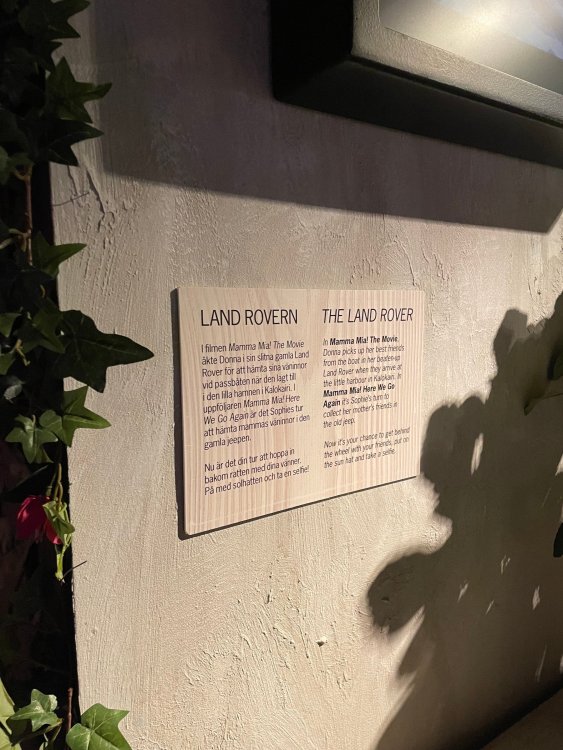 LAND ROVERN
I filmen Mamma Mia! The Movie
åkte Donna i sin slitna gamla Land
Rover för att hämta sina väninnor
vid passbåten när den lagt till
i den lilla hamnen i Kalokairi. I
uppföljaren Mamma Mia! Here
We Go Again är det Sophies tur
att hämta mammas väninnor i den
gamla jeepen.
Nu är det din tur att hoppa in
bakom ratten med dina vänner.
På med solhatten och ta en selfie!
THE LAND ROVER
In Mamma Mia! The Movie,
Donna picks up her best friends
from the boat in her beaten-up
Land Rover when they arrive at
the little harbour in Kalokairi. In
Mamma Mia! Here We Go
Again it's Sophie's turn to
collect her mother's friends in
the old jeep.
Now it's your chance to get behind
the wheel with your friends, put on
the sun hat and take a selfie.